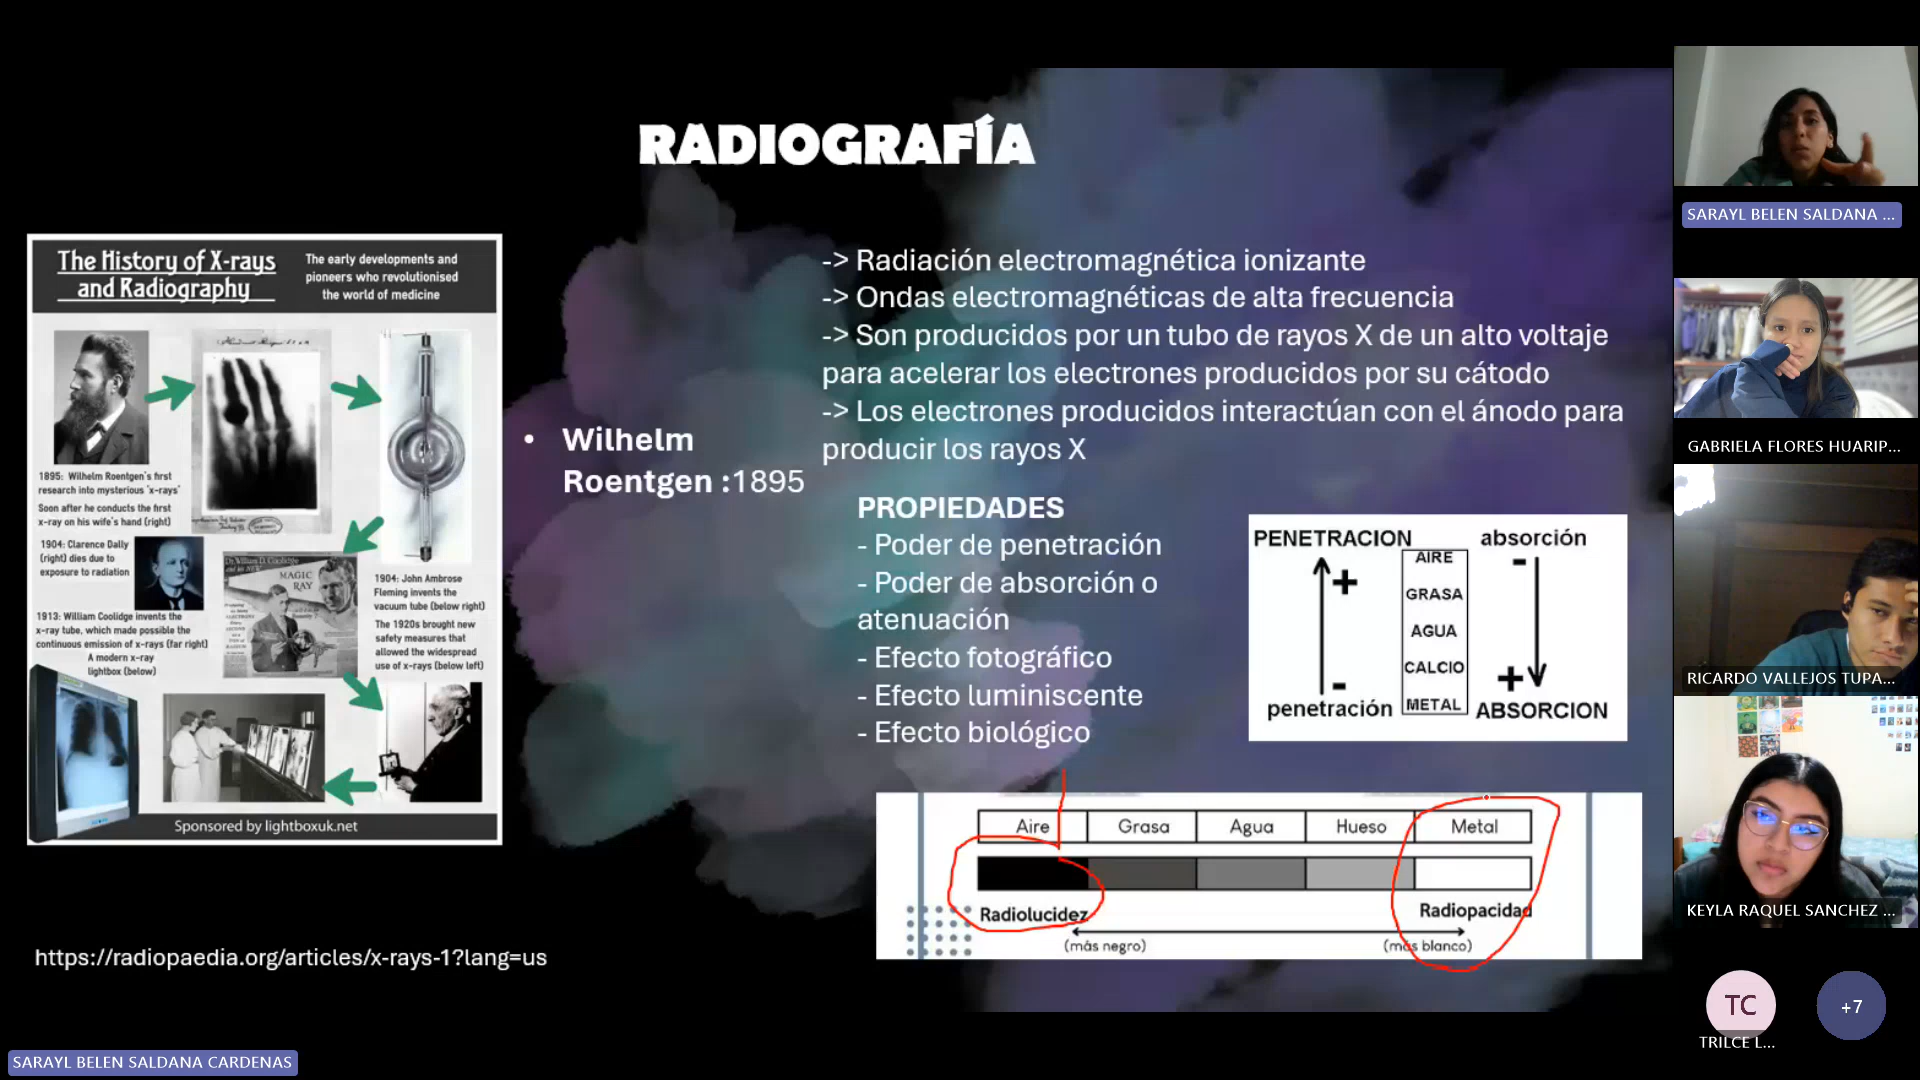 RADIOGRAFÍA
The History of X-rays
and Radiography
The early developments and
pioneers who revolutionised
the world of medicine
1895: Wilhelm Roentgen's first
research into mysterious 'x-rays'
Soon after he conducts the first
x-ray on his wife's hand (right)
1904: Clarence Dally
(right) dies due to
exposure to radiation
Dr. William D. Coolidge
MAGIC
RAY
1904: John Ambrose
Fleming invents the
vacuum tube (below right)
1913: William Coolidge invents the
x-ray tube, which made possible the
continuous emission of x-rays (far right)
A modern x-ray
lightbox (below)
The 1920s brought new
safety measures that
allowed the widespread
use of x-rays (below left)
Sponsored by lightboxuk.net
• Wilhelm
Roentgen :1895
-> Radiación electromagnética ionizante
-> Ondas electromagnéticas de alta frecuencia
-> Son producidos por un tubo de rayos X de un alto voltaje
para acelerar los electrones producidos por su cátodo
-> Los electrones producidos interactúan con el ánodo para
producir los rayos X
PROPIEDADES
- Poder de penetración
- Poder de absorción o
atenuación
- Efecto fotográfico
- Efecto luminiscente
- Efecto biológico
PENETRACION absorción
+ -
AIRE
GRASA
AGUA
CALCIO
METAL
- +
penetración ABSORCION
Aire Grasa Agua Hueso Metal
Radiolucidez Radiopacidad
(más negro) (más blanco)
https://radiopaedia.org/articles/x-rays-1?lang=us
SARAYL BELEN SALDANA CARDENAS
SARAYL BELEN SALDANA ...
GABRIELA FLORES HUARIP...
RICARDO VALLEJOS TUPA...
KEYLA RAQUEL SANCHEZ ...
TC
+7
TRILCE L...